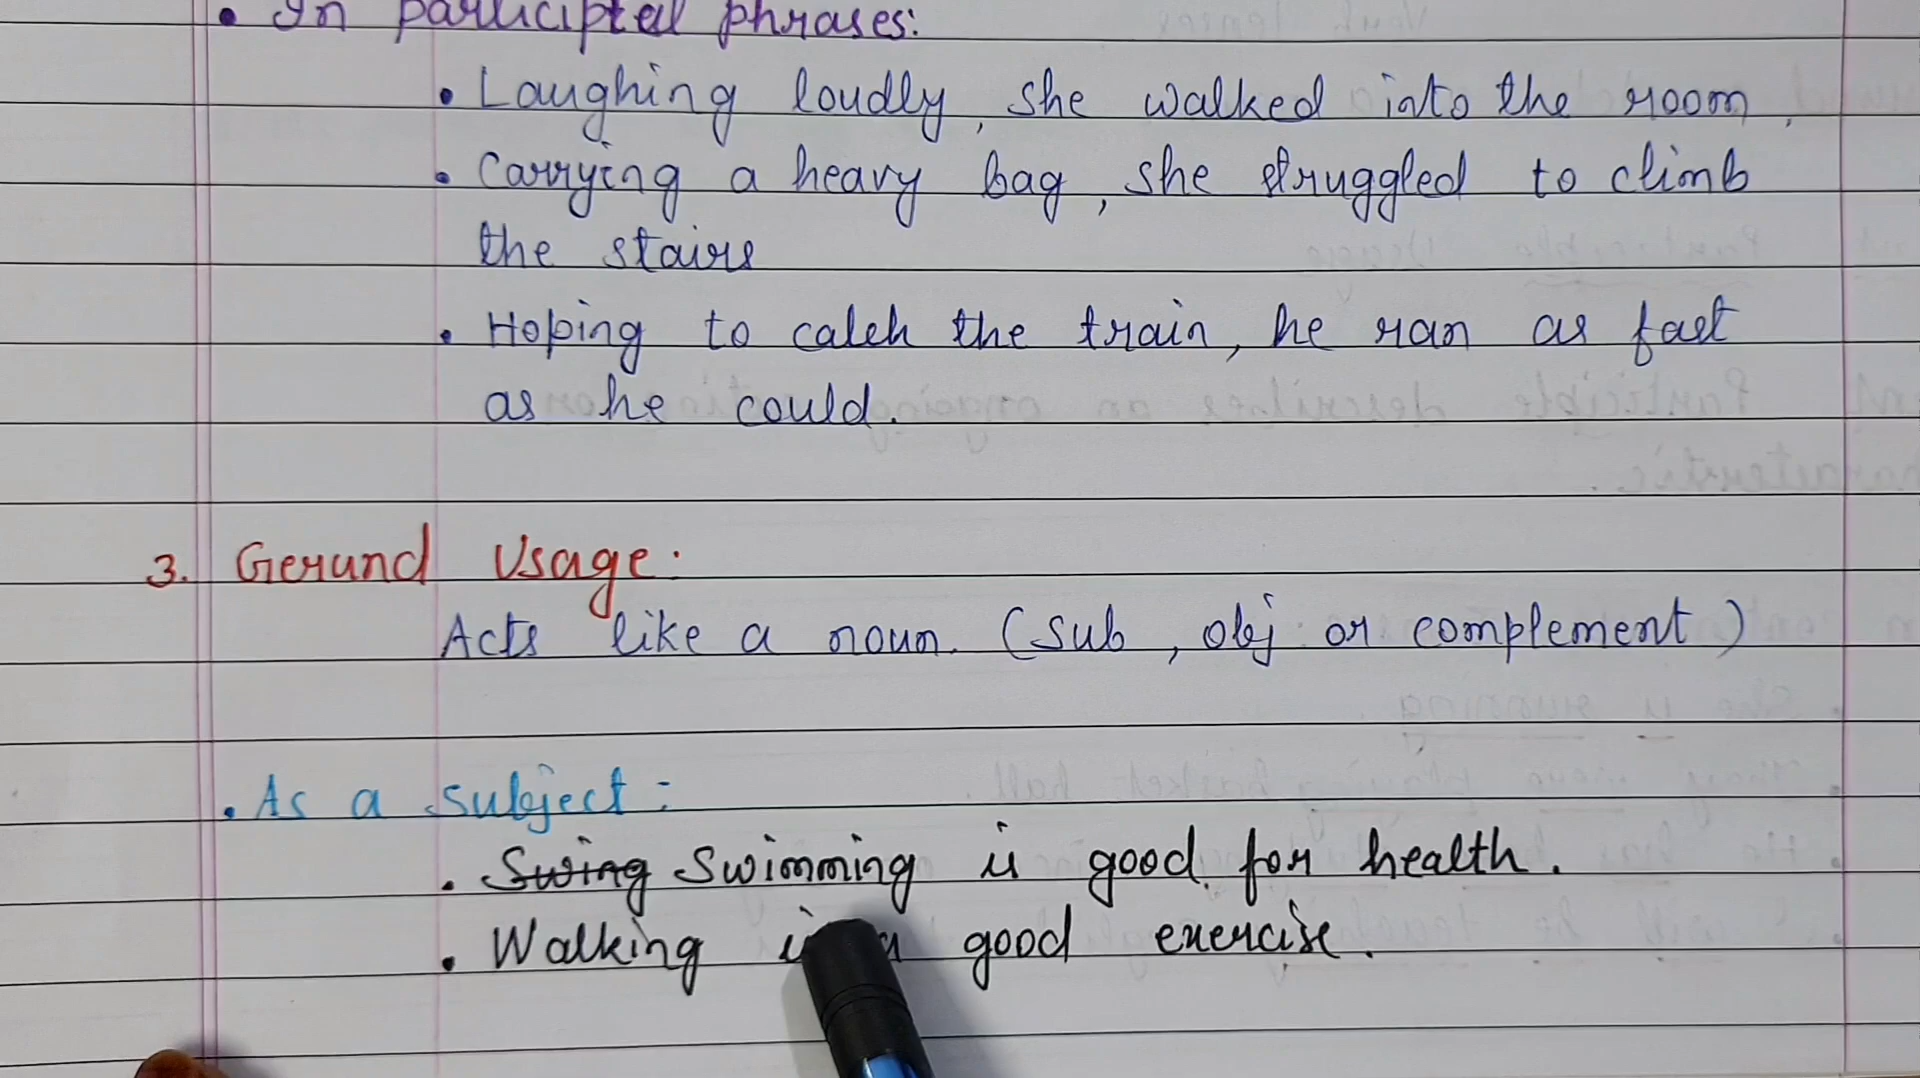 • In participial phrases:
• Laughing loudly, she walked into the room.
• Carrying a heavy bag, she struggled to climb
the stairs
• Hoping to catch the train, he ran as fast
as he could.
3. Gerund Usage:
Acts like a noun. (sub, obj or complement)
• As a subject:
• Swing Swimming is good for health.
• Walking is a good exercise.